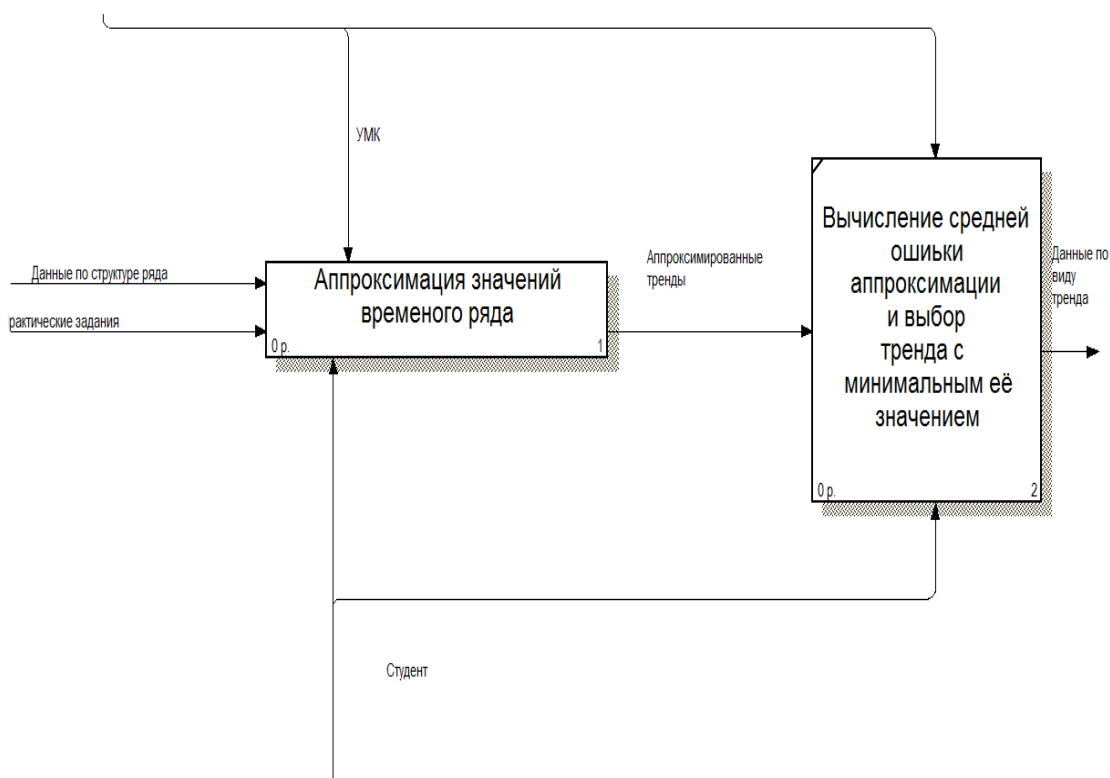 УМК
Данные по структуре ряда
рактические задания
Аппроксимация значений
временого ряда
0 р.
1
Аппроксимированные
тренды
Вычисление средней
ошиьки
аппроксимации
и выбор
тренда с
минимальным её
значением
0 р.
2
Данные по
виду
тренда
Студент